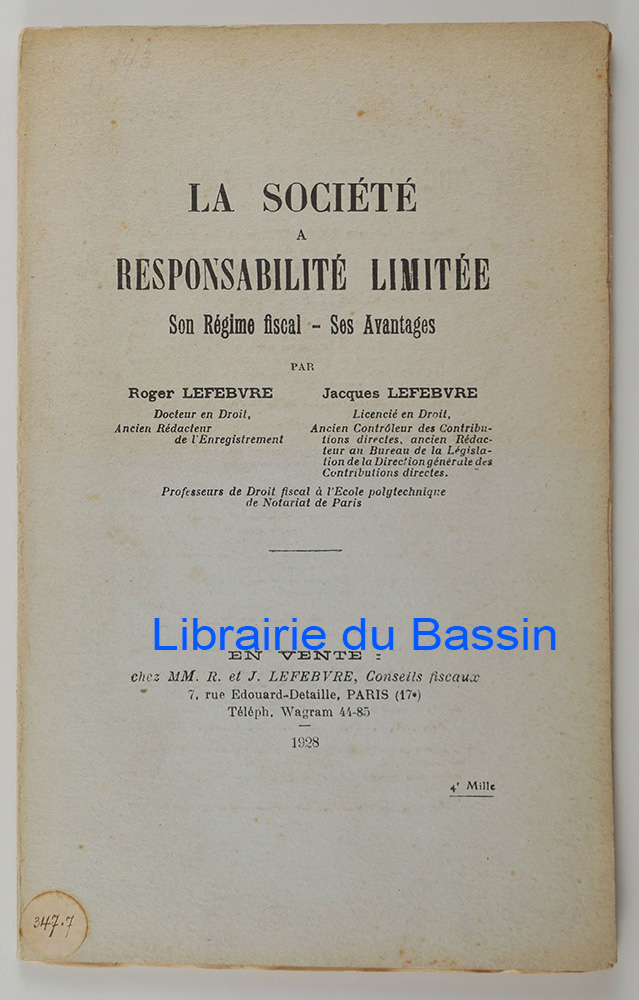 LA SOCIÉTÉ
A
RESPONSABILITÉ LIMITÉE
Son Régime fiscal - Ses Avantages
PAR
Roger LEFEBVRE
Docteur en Droit,
Ancien Rédacteur
de l'Enregistrement
Jacques LEFEBVRE
Licencié en Droit,
Ancien Contrôleur des Contribu-
tions directes, ancien Rédac-
teur au Bureau de la Législa-
tion de la Direction générale des
Contributions directes.
Professeurs de Droit fiscal à l'Ecole polytechnique
de Notariat de Paris
Librairie du Bassin
EN VENTE :
chez MM. R. et J. LEFEBVRE, Conseils fiscaux
7, rue Edouard-Detaille, PARIS (17e)
Téléph. Wagram 44-85
1928
4e Mille
347.7